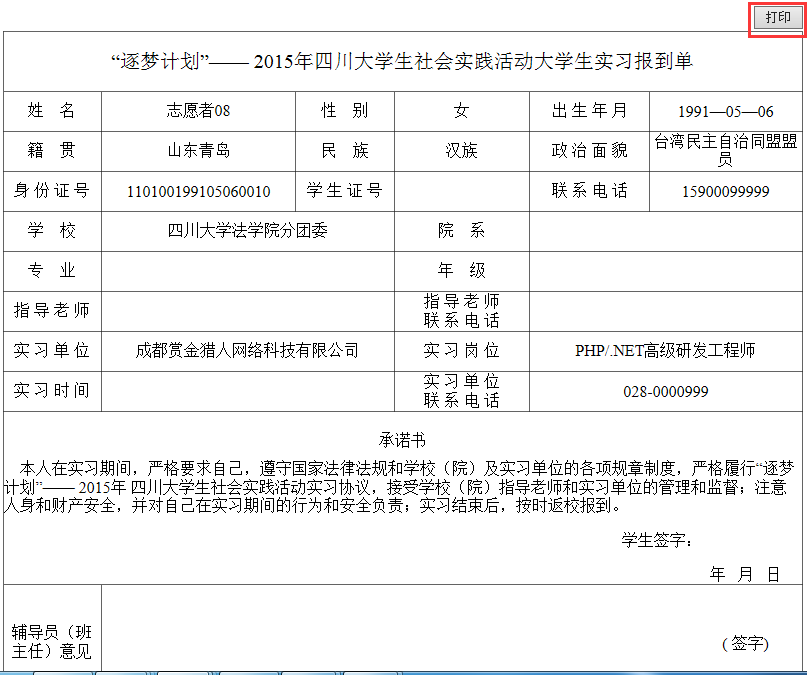 打印
“逐梦计划”—— 2015年四川大学生社会实践活动大学生实习报到单
姓 名 志愿者08 性 别 女 出生年月 1991—05—06
籍 贯 山东青岛 民 族 汉族 政治面貌 台湾民主自治同盟盟
员
身份证号 110100199105060010 学生证号 联系电话 15900099999
学 校 四川大学法学院分团委 院 系
专 业 年 级
指导老师 指导老师
联系电话
实习单位 成都赏金猎人网络科技有限公司 实习岗位 PHP/.NET高级研发工程师
实习时间 实习单位
联系电话 028-0000999
承诺书
本人在实习期间，严格要求自己，遵守国家法律法规和学校（院）及实习单位的各项规章制度，严格履行“逐梦
计划”—— 2015年 四川大学生社会实践活动实习协议，接受学校（院）指导老师和实习单位的管理和监督；注意
人身和财产安全，并对自己在实习期间的行为和安全负责；实习结束后，按时返校报到。
学生签字：
年 月 日
辅导员（班
主任）意见
( 签字)